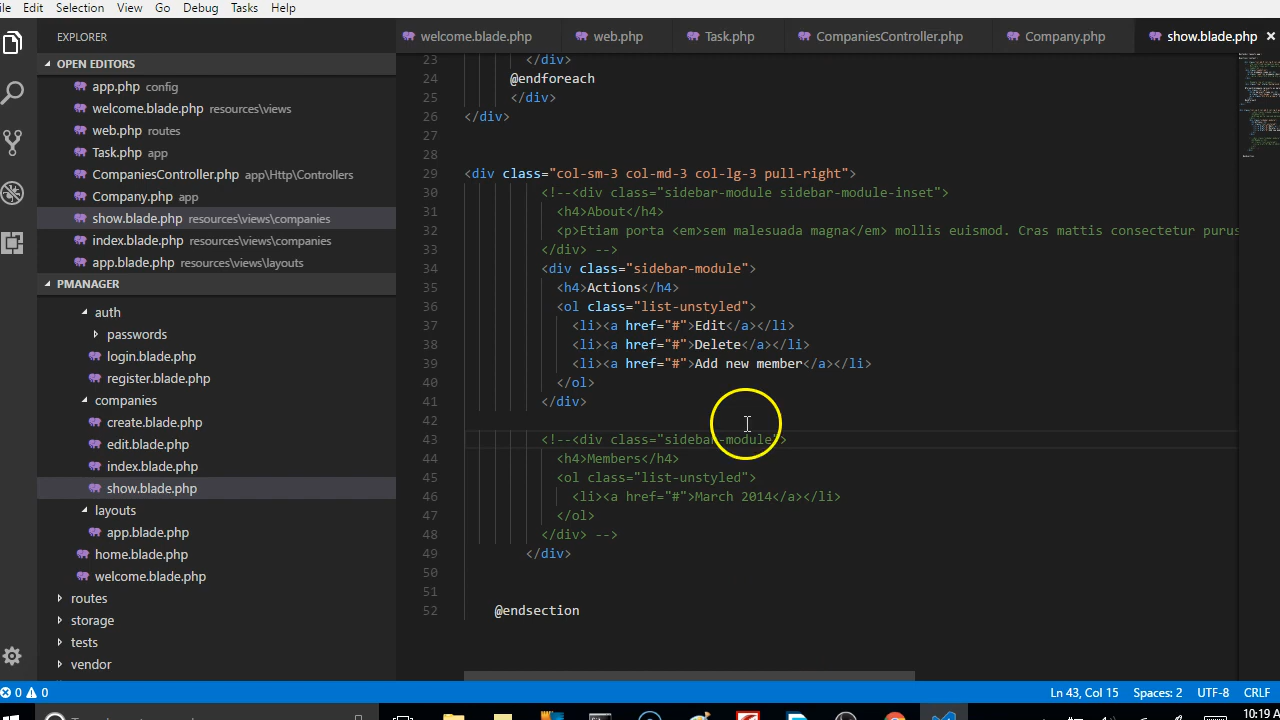 ile Edit Selection View Go Debug Tasks Help
EXPLORER
welcome.blade.php web.php Task.php CompaniesController.php Company.php show.blade.php
OPEN EDITORS
app.php config
welcome.blade.php resources\views
web.php routes
Task.php app
CompaniesController.php app\Http\Controllers
Company.php app
show.blade.php resources\views\companies
index.blade.php resources\views\companies
app.blade.php resources\views\layouts
PMANAGER
auth
passwords
login.blade.php
register.blade.php
companies
create.blade.php
edit.blade.php
index.blade.php
show.blade.php
layouts
app.blade.php
home.blade.php
welcome.blade.php
routes
storage
tests
vendor
23 </div>
24 @endforeach
25 </div>
26 </div>
27
28
29 <div class="col-sm-3 col-md-3 col-lg-3 pull-right">
30 <!--<div class="sidebar-module sidebar-module-inset">
31 <h4>About</h4>
32 <p>Etiam porta <em>sem malesuada magna</em> mollis euismod. Cras mattis consectetur purus
33 </div> -->
34 <div class="sidebar-module">
35 <h4>Actions</h4>
36 <ol class="list-unstyled">
37 <li><a href="#">Edit</a></li>
38 <li><a href="#">Delete</a></li>
39 <li><a href="#">Add new member</a></li>
40 </ol>
41 </div>
42
43 <!--<div class="sidebar-module">
44 <h4>Members</h4>
45 <ol class="list-unstyled">
46 <li><a href="#">March 2014</a></li>
47 </ol>
48 </div> -->
49 </div>
50
51
52 @endsection
0 0 Ln 43, Col 15 Spaces: 2 UTF-8 CRLF
10:19 A